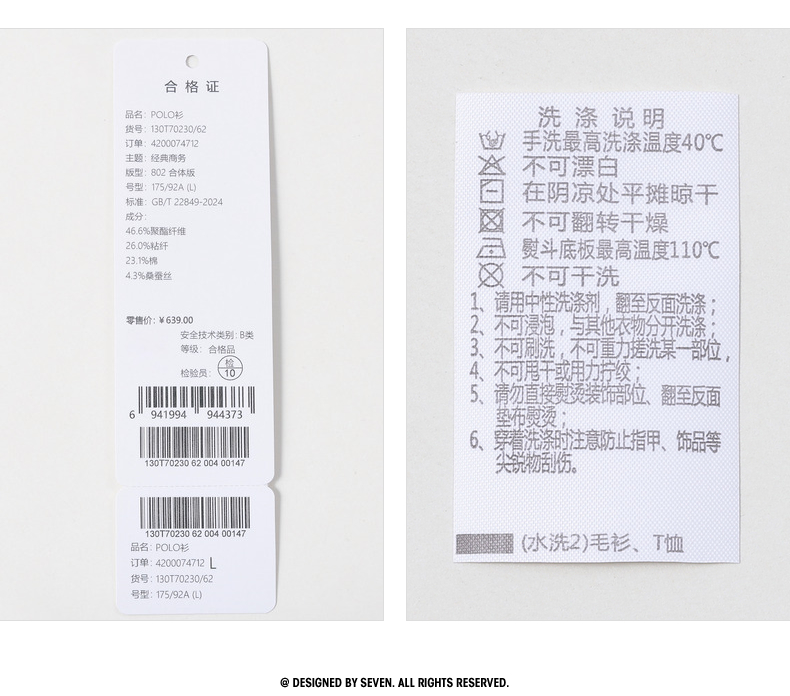 合格证
品名: POLO衫
货号: 130T70230/62
订单: 4200074712
主题: 经典商务
版型: 802 合体版
号型: 175/92A (L)
标准: GB/T 22849-2024
成分:
46.6%聚酯纤维
26.0%粘纤
23.1%棉
4.3%桑蚕丝
零售价: ¥639.00
安全技术类别: B类
等级: 合格品
检验员: 检10
6 941994 944373
130T70230 62 004 00147
130T70230 62 004 00147
品名: POLO衫
订单: 4200074712 L
货号: 130T70230/62
号型: 175/92A (L)
洗涤说明
手洗最高洗涤温度40℃
不可漂白
在阴凉处平摊晾干
不可翻转干燥
熨斗底板最高温度110℃
不可干洗
1、请用中性洗涤剂，翻至反面洗涤；
2、不可浸泡，与其他衣物分开洗涤；
3、不可刷洗，不可重力搓洗某一部位，
4、不可甩干或用力拧绞；
5、请勿直接熨烫装饰部位、翻至反面
垫布熨烫；
6、穿着洗涤时注意防止指甲、饰品等
尖锐物刮伤。
(水洗2)毛衫、T恤
@ DESIGNED BY SEVEN. ALL RIGHTS RESERVED.